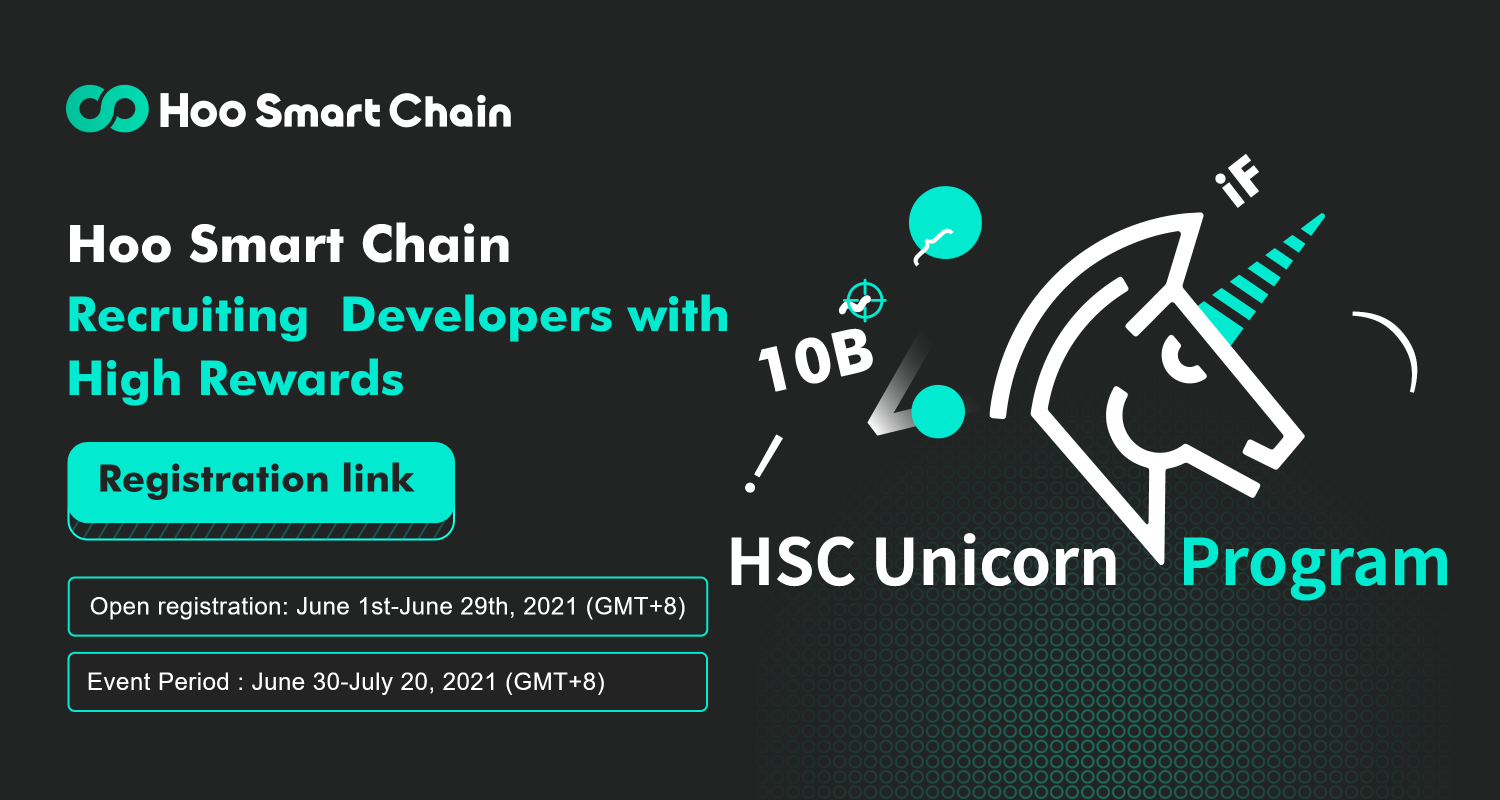 Hoo Smart Chain
Hoo Smart Chain
Recruiting Developers with
High Rewards
Registration link
Open registration: June 1st-June 29th, 2021 (GMT+8)
Event Period : June 30-July 20, 2021 (GMT+8)
iF
10B
!
HSC Unicorn Program